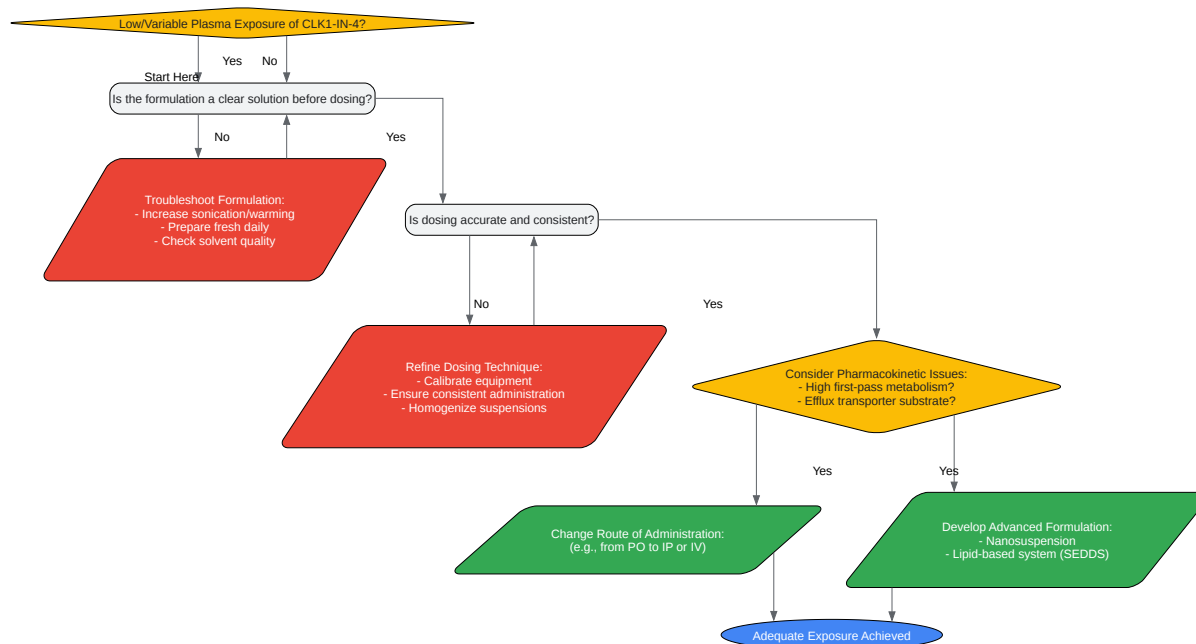 Low/Variable Plasma Exposure of CLK1-IN-4?
Yes
No
Start Here
Is the formulation a clear solution before dosing?
No
Yes
Troubleshoot Formulation:
- Increase sonication/warming
- Prepare fresh daily
- Check solvent quality
Is dosing accurate and consistent?
No
Yes
Refine Dosing Technique:
- Calibrate equipment
- Ensure consistent administration
- Homogenize suspensions
Consider Pharmacokinetic Issues:
- High first-pass metabolism?
- Efflux transporter substrate?
Yes
Yes
Change Route of Administration:
(e.g., from PO to IP or IV)
Develop Advanced Formulation:
- Nanosuspension
- Lipid-based system (SEDDS)
Adequate Exposure Achieved